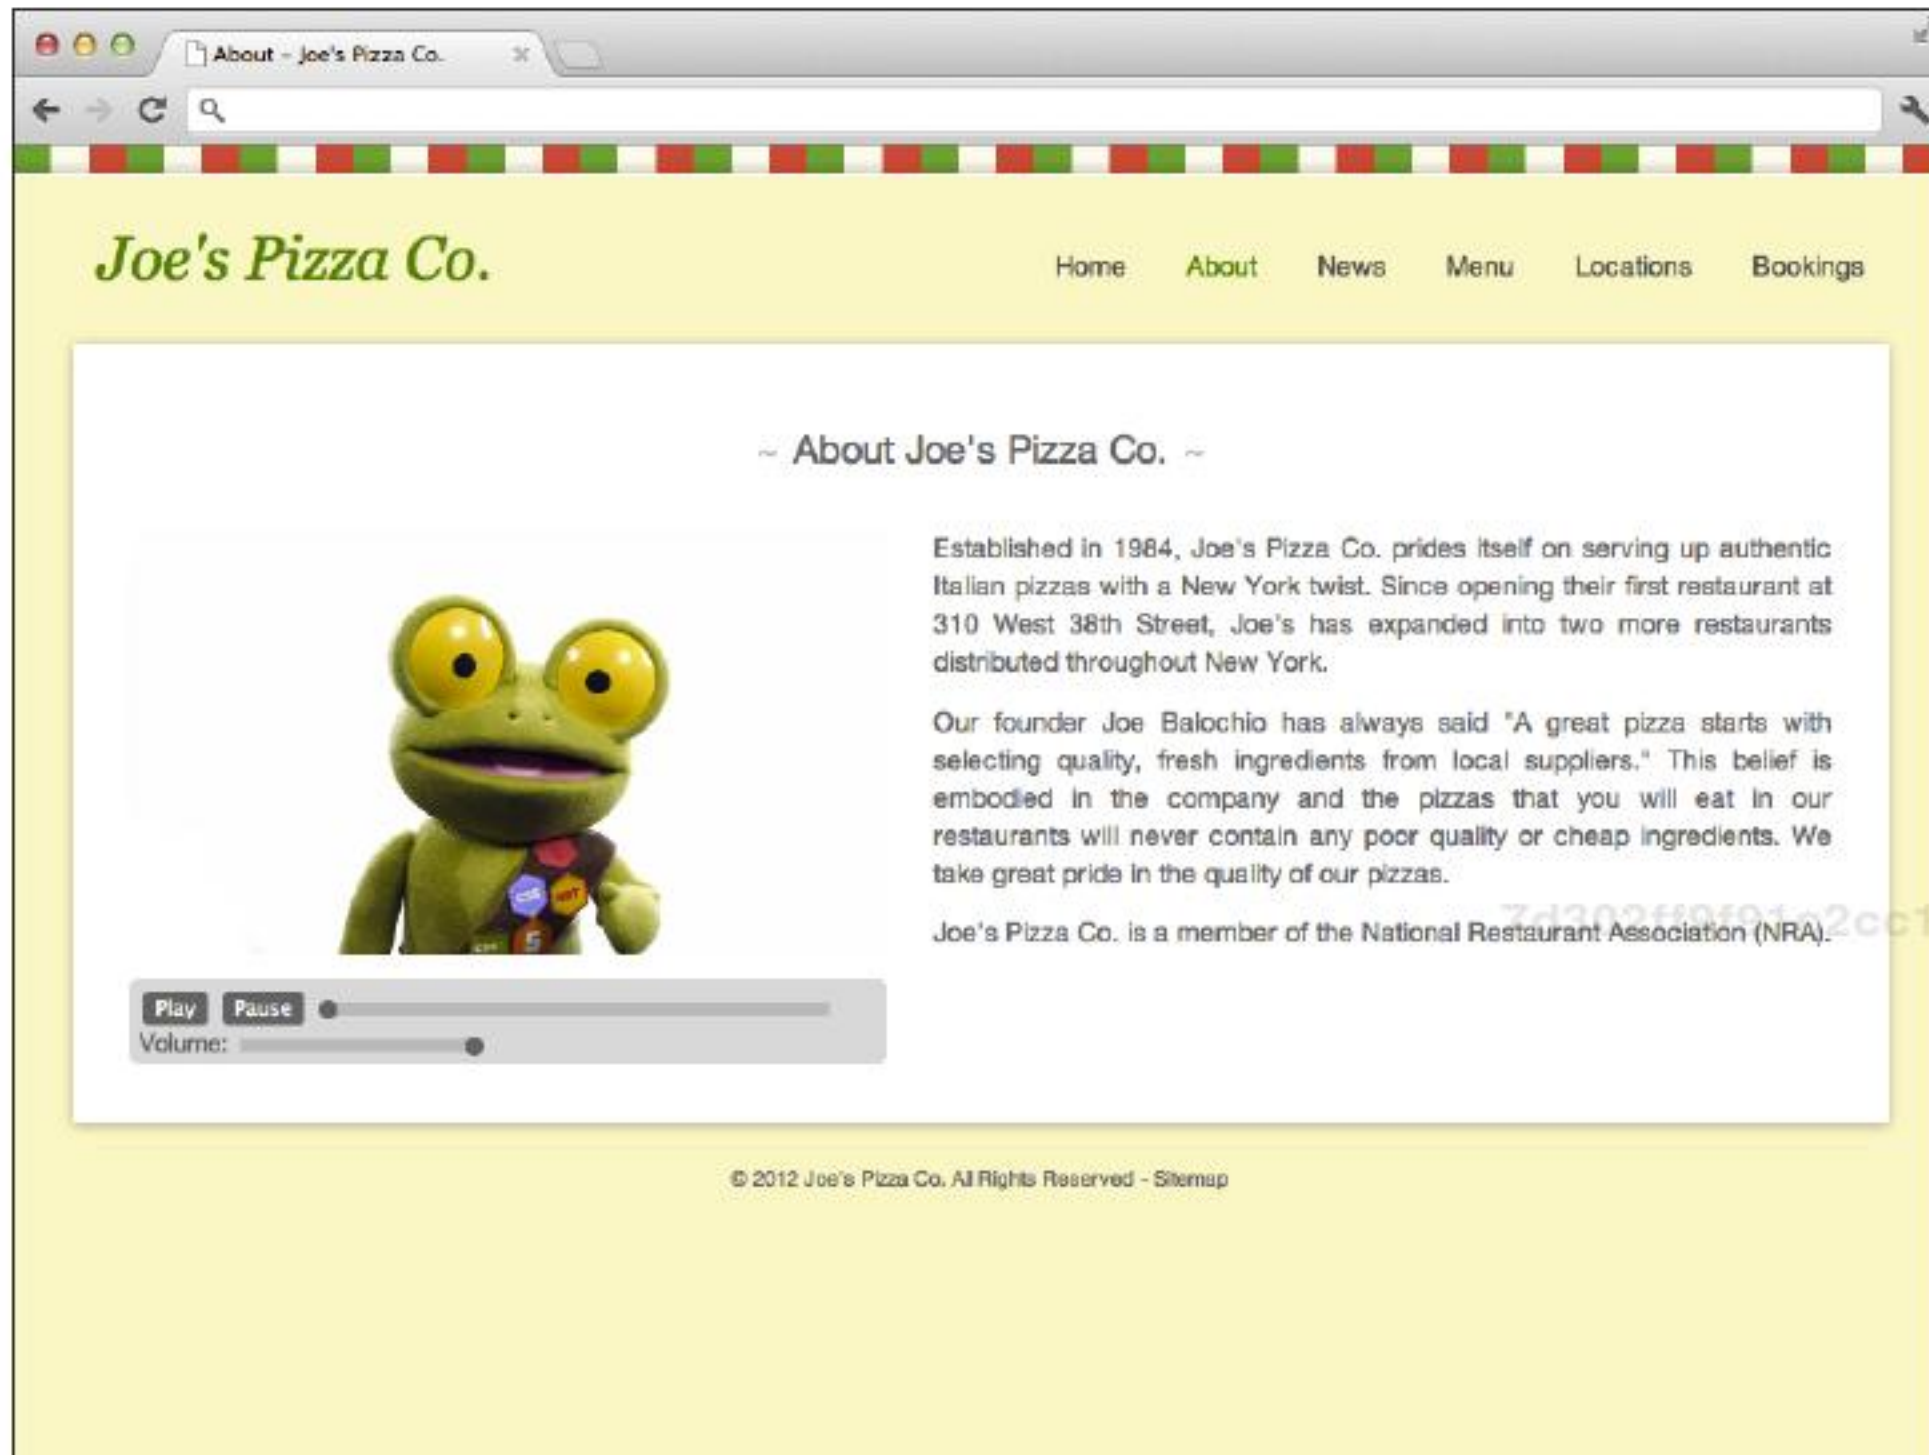 About - Joe's Pizza Co.
Joe's Pizza Co.
Home About News Menu Locations Bookings
~ About Joe's Pizza Co. ~
Established in 1984, Joe's Pizza Co. prides itself on serving up authentic
Italian pizzas with a New York twist. Since opening their first restaurant at
310 West 38th Street, Joe's has expanded into two more restaurants
distributed throughout New York.
Our founder Joe Balochio has always said "A great pizza starts with
selecting quality, fresh ingredients from local suppliers." This belief is
embodied in the company and the pizzas that you will eat in our
restaurants will never contain any poor quality or cheap ingredients. We
take great pride in the quality of our pizzas.
Joe's Pizza Co. is a member of the National Restaurant Association (NRA).
CSS
5
Play Pause
Volume:
© 2012 Joe's Pizza Co. All Rights Reserved - Sitemap